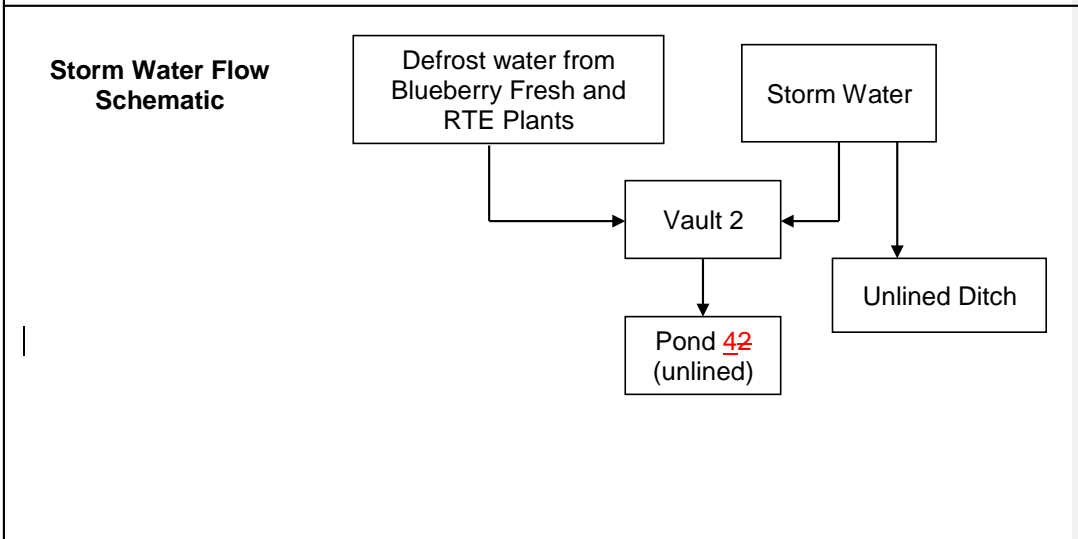 Storm Water Flow
Schematic
Defrost water from
Blueberry Fresh and
RTE Plants
Storm Water
Vault 2
Unlined Ditch
Pond 42
(unlined)